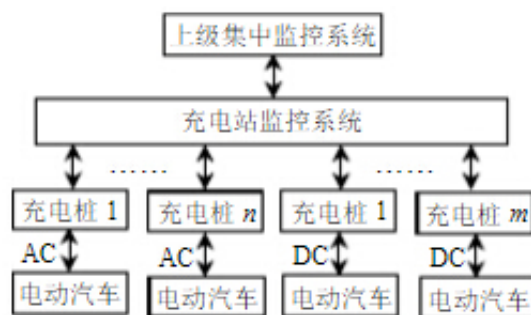 上级集中监控系统
充电站监控系统
…… ……
充电桩 1 充电桩 n 充电桩 1 充电桩 m
AC AC DC DC
电动汽车 电动汽车 电动汽车 电动汽车